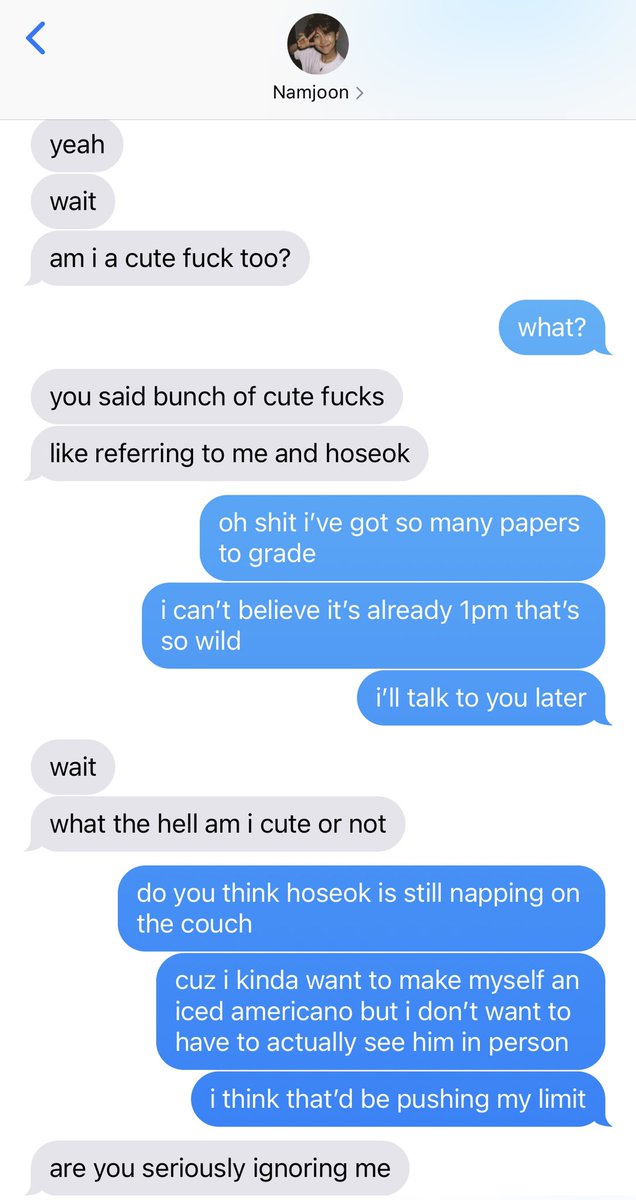 Namjoon
yeah
wait
am i a cute fuck too?
what?
you said bunch of cute fucks
like referring to me and hoseok
oh shit i’ve got so many papers
to grade
i can’t believe it’s already 1pm that’s
so wild
i’ll talk to you later
wait
what the hell am i cute or not
do you think hoseok is still napping on
the couch
cuz i kinda want to make myself an
iced americano but i don’t want to
have to actually see him in person
i think that’d be pushing my limit
are you seriously ignoring me